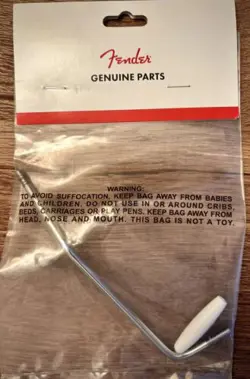 Fender
GENUINE PARTS
WARNING:
TO AVOID SUFFOCATION, KEEP BAG AWAY FROM BABIES
AND CHILDREN. DO NOT USE IN OR AROUND CRIBS,
BEDS, CARRIAGES OR PLAY PENS. KEEP BAG AWAY FROM
HEAD, NOSE AND MOUTH. THIS BAG IS NOT A TOY.